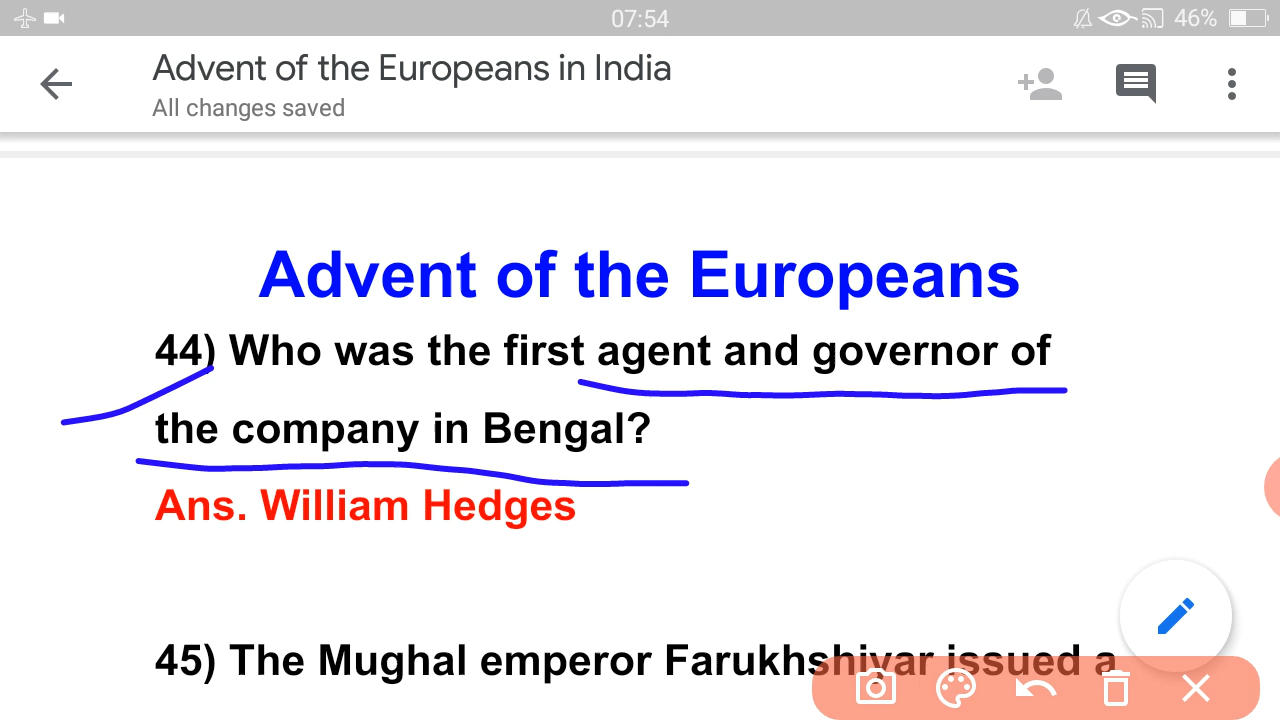 07:54
46%
Advent of the Europeans in India
All changes saved
Advent of the Europeans
44) Who was the first agent and governor of
the company in Bengal?
Ans. William Hedges
45) The Mughal emperor Farukhshiyar issued a